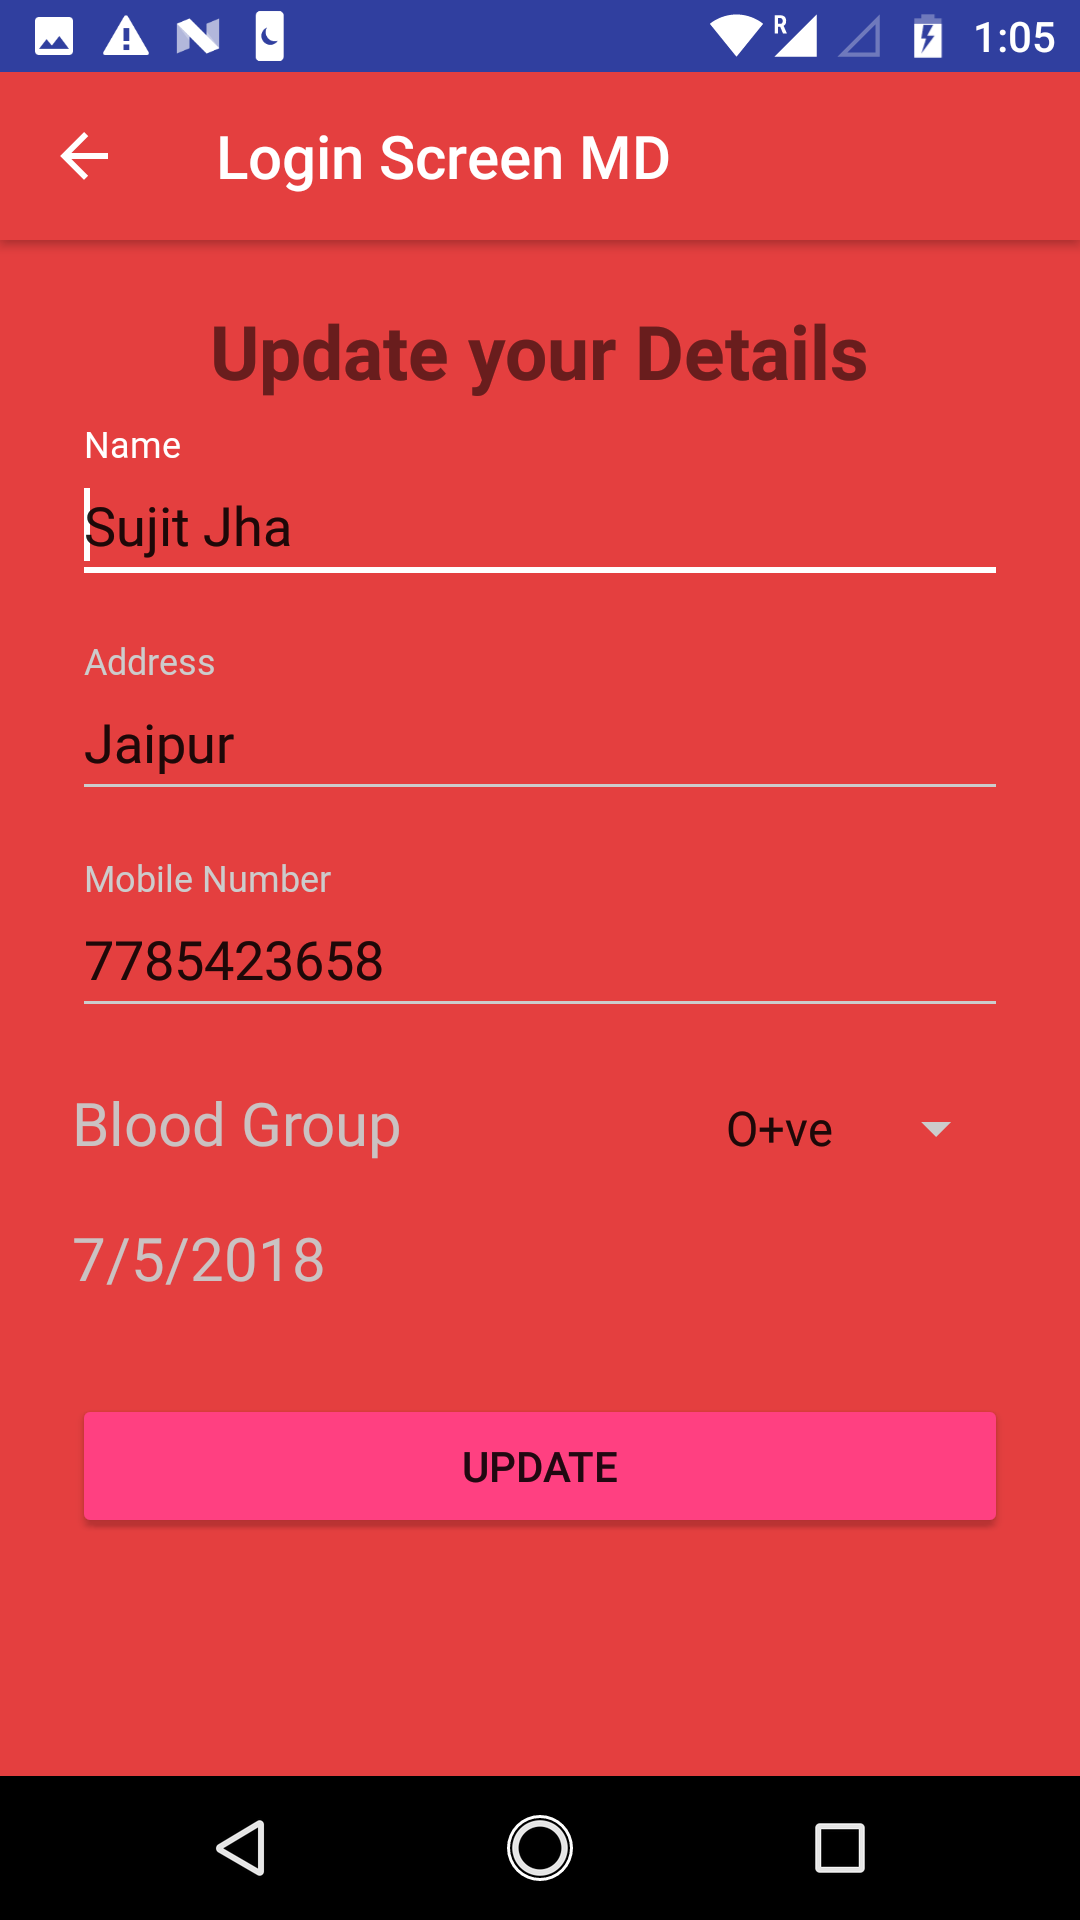 R 1:05
Login Screen MD
Update your Details
Name
Sujit Jha
Address
Jaipur
Mobile Number
7785423658
Blood Group O+ve
7/5/2018
UPDATE